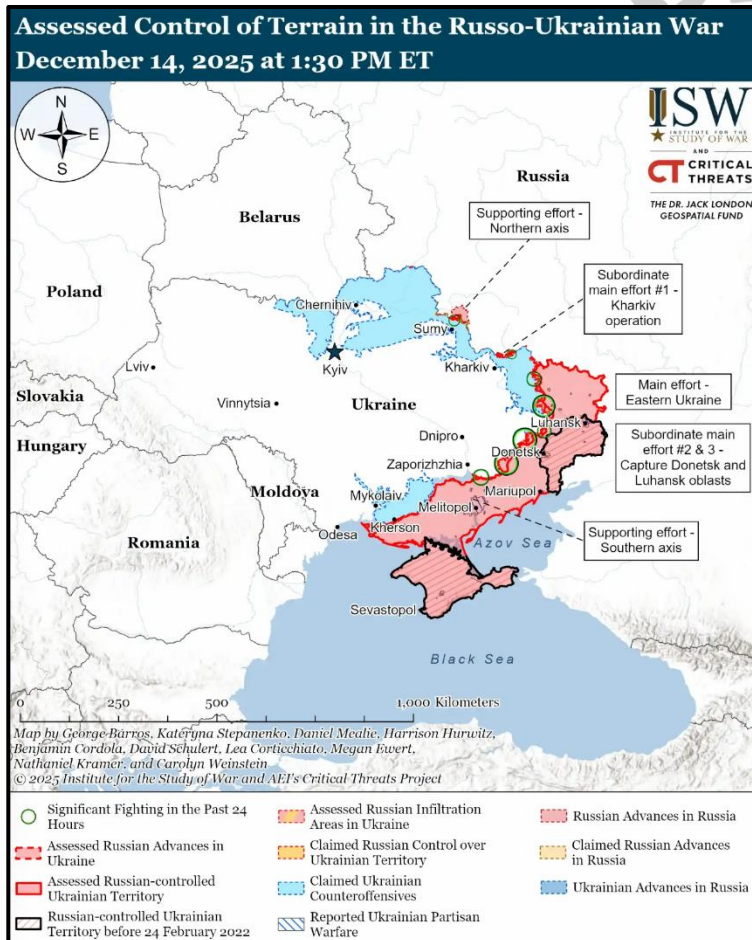 Assessed Control of Terrain in the Russo-Ukrainian War
December 14, 2025 at 1:30 PM ET
N
W E
S
ISW
INSTITUTE FOR THE
STUDY OF WAR
AND
CT CRITICAL
THREATS
THE DR. JACK LONDON
GEOSPATIAL FUND
Russia
Belarus
Supporting effort -
Northern axis
Subordinate
main effort #1 -
Kharkiv
operation
Poland
Chernihiv
Sumy
Kyiv
Kharkiv
Lviv
Main effort -
Eastern Ukraine
Slovakia
Vinnytsia
Ukraine
Luhansk
Dnipro
Hungary
Donetsk
Subordinate main
effort #2 & 3 -
Capture Donetsk and
Luhansk oblasts
Zaporizhzhia
Moldova
Mykolaiv
Mariupol
Melitopol
Romania
Odesa
Kherson
Azov Sea
Supporting effort -
Southern axis
Sevastopol
Black Sea
0 250 500 1,000 Kilometers
Map by George Barros, Kateryna Stepanenko, Daniel Mealie, Harrison Hurwitz,
Benjamin Cordola, David Schulert, Lea Corticchiato, Megan Ewert,
Nathaniel Kramer, and Carolyn Weinstein
© 2025 Institute for the Study of War and AEI's Critical Threats Project
Significant Fighting in the Past 24
Hours
Assessed Russian Advances in
Ukraine
Assessed Russian-controlled
Ukrainian Territory
Russian-controlled Ukrainian
Territory before 24 February 2022
Assessed Russian Infiltration
Areas in Ukraine
Claimed Russian Control over
Ukrainian Territory
Claimed Ukrainian
Counteroffensives
Reported Ukrainian Partisan
Warfare
Russian Advances in Russia
Claimed Russian Advances
in Russia
Ukrainian Advances in Russia